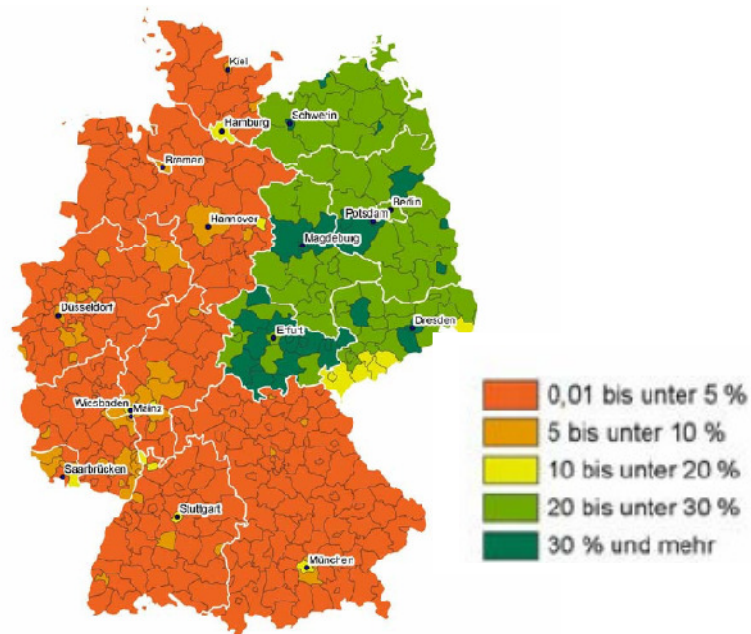 Kiel
Schwerin
Hamburg
Bremen
Berlin
Potsdam
Hannover
Magdeburg
Düsseldorf
Erfurt
Dresden
Wiesbaden
Mainz
Saarbrücken
Stuttgart
München
0,01 bis unter 5 %
5 bis unter 10 %
10 bis unter 20 %
20 bis unter 30 %
30 % und mehr